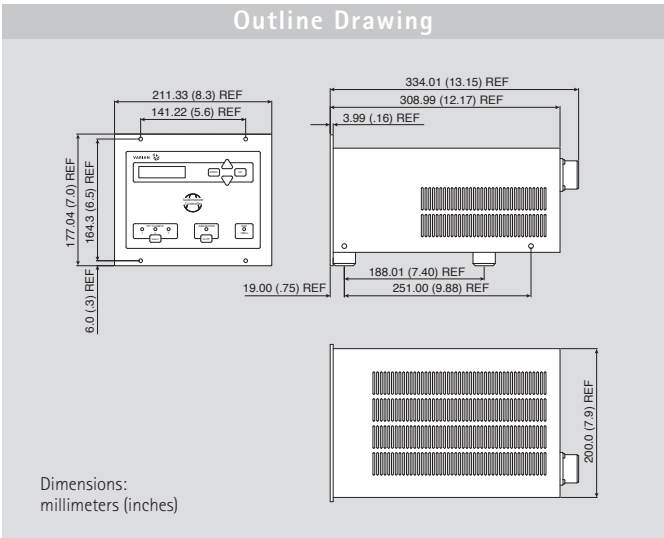 Outline Drawing
211.33 (8.3) REF
141.22 (5.6) REF
177.04 (7.0) REF
164.3 (6.5) REF
6.0 (.3) REF
VARIAN
334.01 (13.15) REF
308.99 (12.17) REF
3.99 (.16) REF
188.01 (7.40) REF
19.00 (.75) REF
251.00 (9.88) REF
200.0 (7.9) REF
Dimensions:
millimeters (inches)